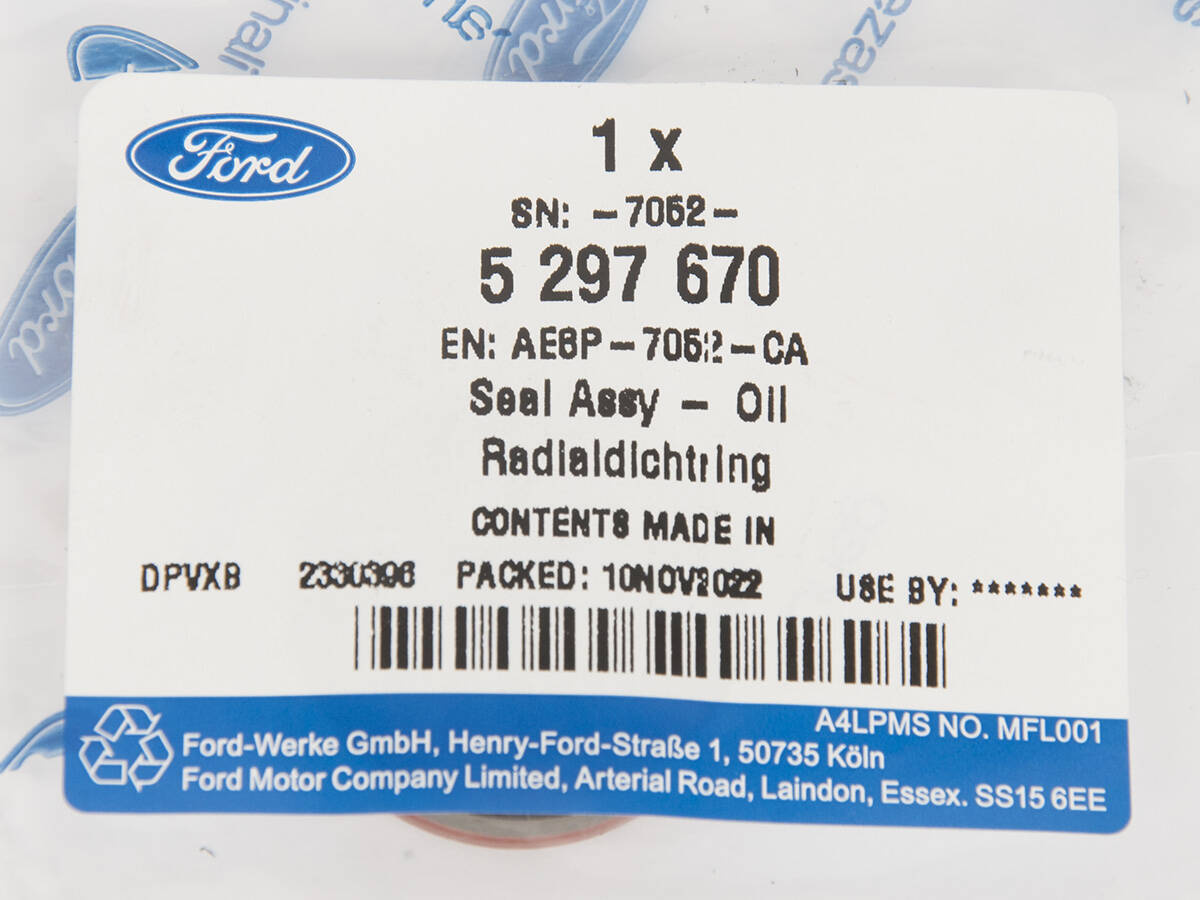 Ford
1 x
SN: -7052-
5 297 670
EN: AE8P-7052-CA
Seal Assy - Oil
Radialdichtring
CONTENTS MADE IN
DPVXB 2330396 PACKED: 10NOV2022 USE BY: *******
A4LPMS NO. MFL001
Ford-Werke GmbH, Henry-Ford-Straße 1, 50735 Köln
Ford Motor Company Limited, Arterial Road, Laindon, Essex. SS15 6EE
Ford
Ford